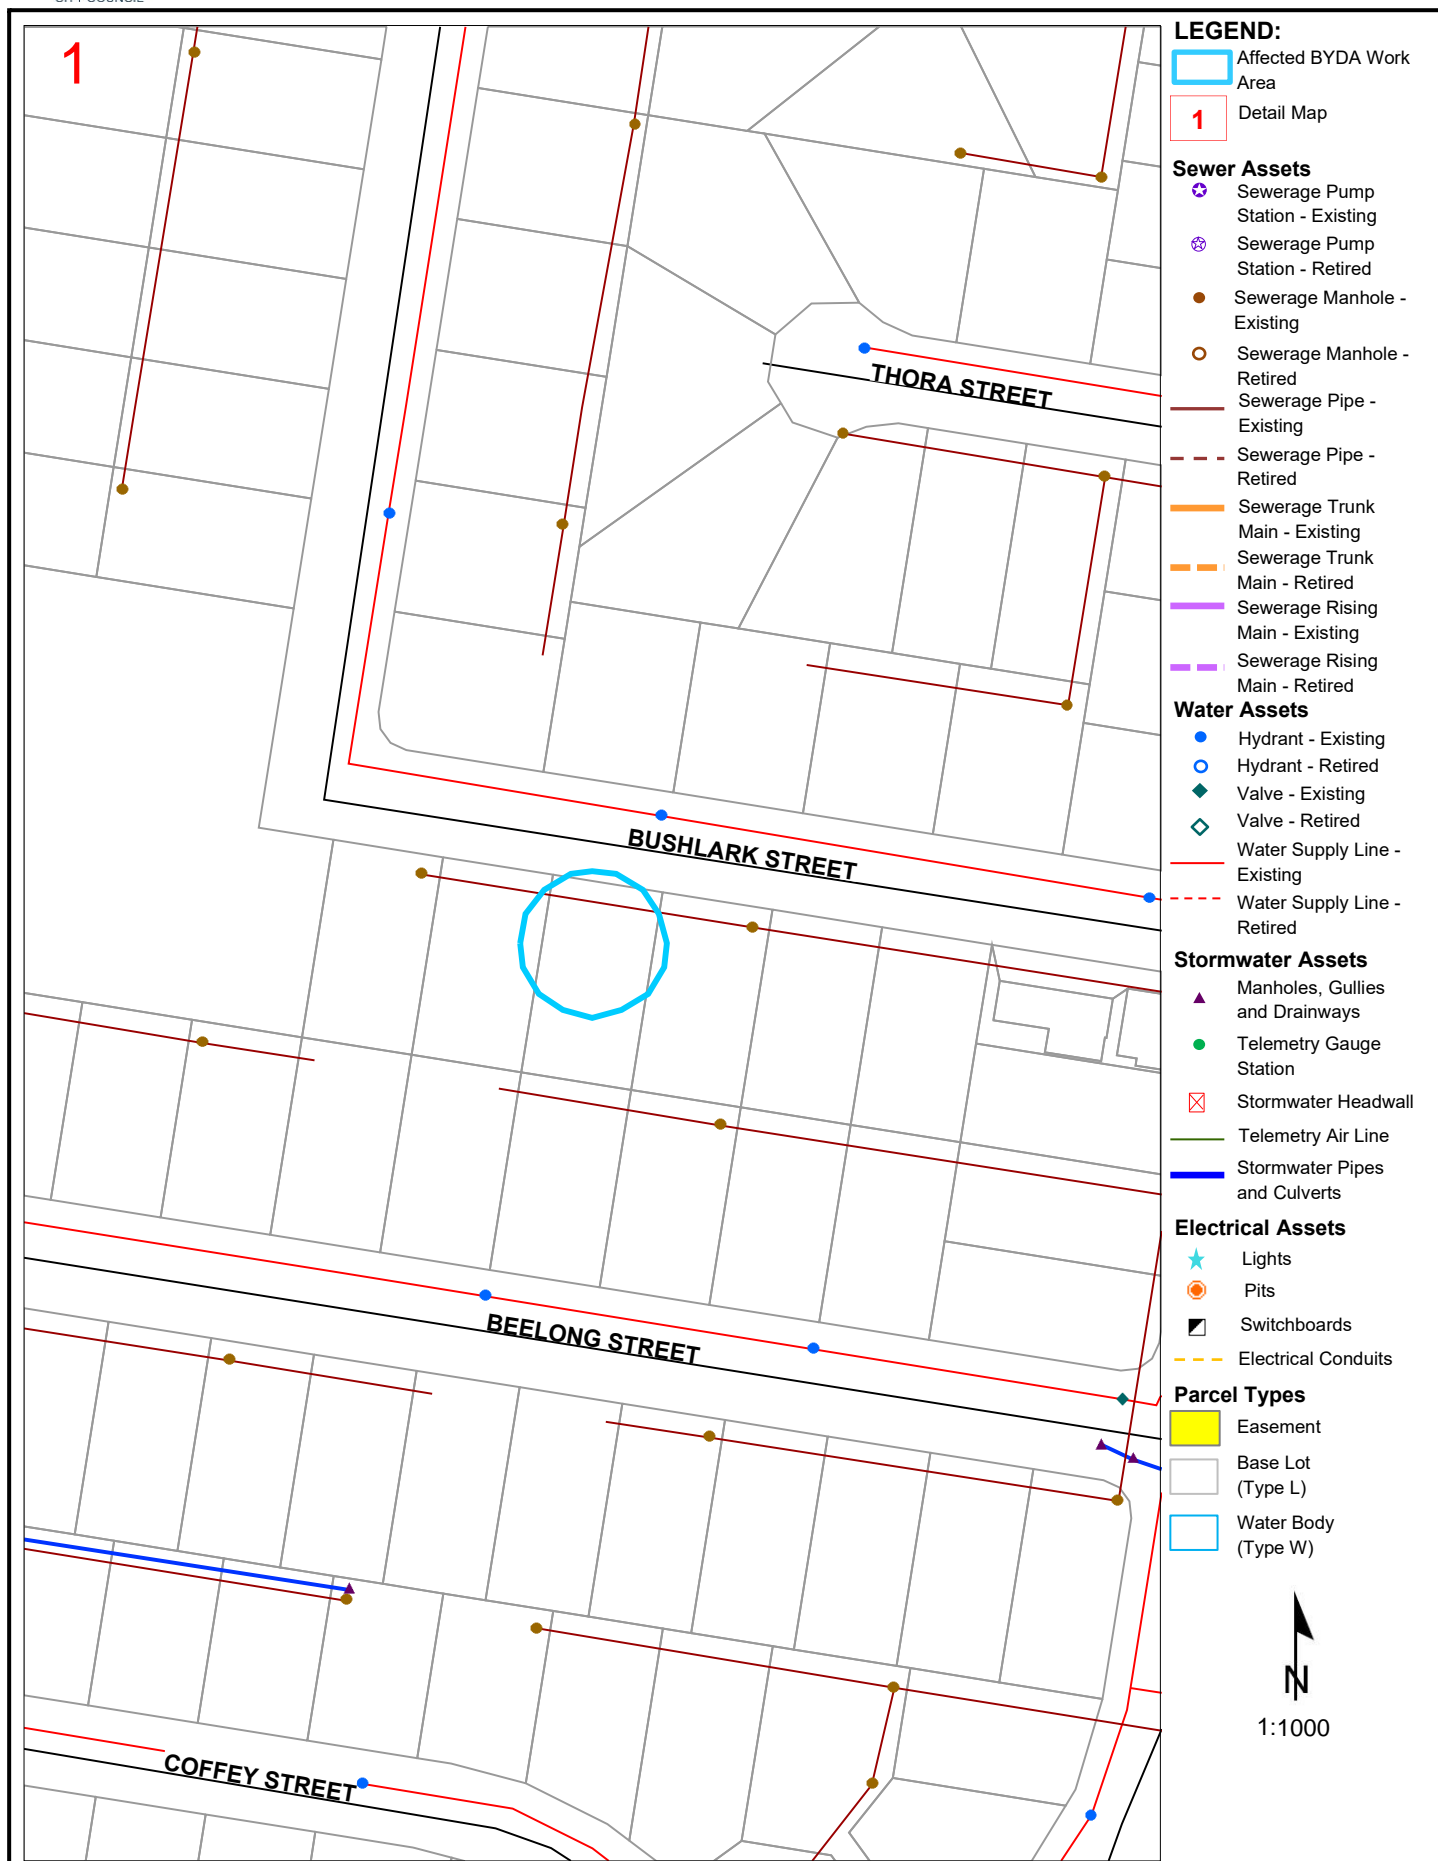 CITY COUNCIL
1
THORA STREET
BUSHLARK STREET
BEELONG STREET
COFFEY STREET
LEGEND:
Affected BYDA Work
Area
1
Detail Map
Sewer Assets
Sewerage Pump
Station - Existing
Sewerage Pump
Station - Retired
Sewerage Manhole -
Existing
Sewerage Manhole -
Retired
Sewerage Pipe -
Existing
Sewerage Pipe -
Retired
Sewerage Trunk
Main - Existing
Sewerage Trunk
Main - Retired
Sewerage Rising
Main - Existing
Sewerage Rising
Main - Retired
Water Assets
Hydrant - Existing
Hydrant - Retired
Valve - Existing
Valve - Retired
Water Supply Line -
Existing
Water Supply Line -
Retired
Stormwater Assets
Manholes, Gullies
and Drainways
Telemetry Gauge
Station
Stormwater Headwall
Telemetry Air Line
Stormwater Pipes
and Culverts
Electrical Assets
Lights
Pits
Switchboards
Electrical Conduits
Parcel Types
Easement
Base Lot
(Type L)
Water Body
(Type W)
N
1:1000